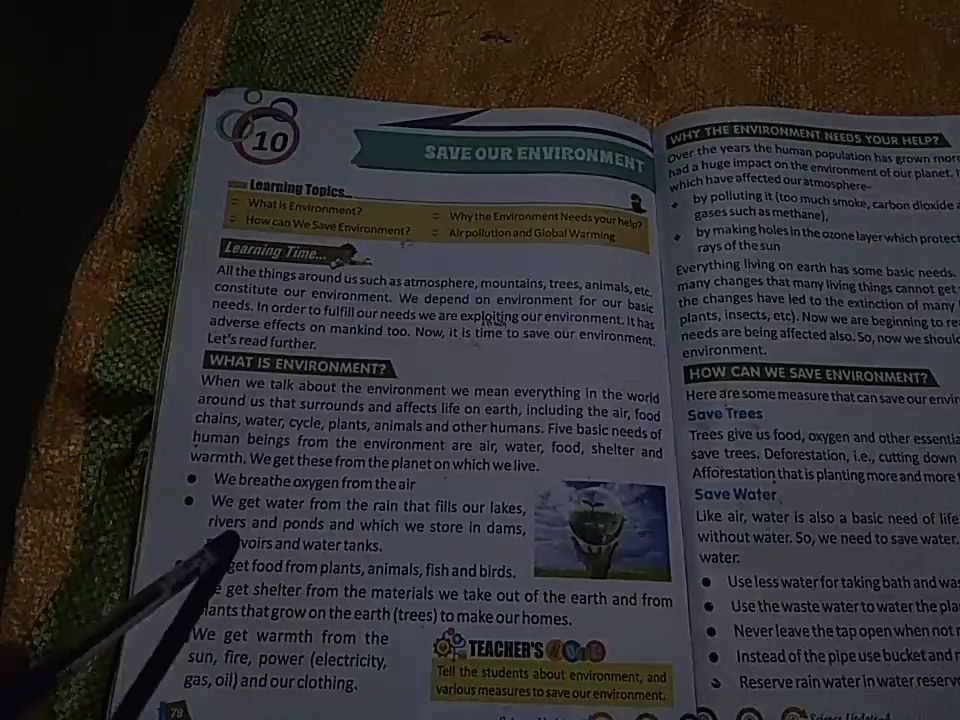 10
SAVE OUR ENVIRONMENT
Learning Topics...
What is Environment?
How can We Save Environment?
Why the Environment Needs your help?
Air pollution and Global Warming
Learning Time...
All the things around us such as atmosphere, mountains, trees, animals, etc.
constitute our environment. We depend on environment for our basic
needs. In order to fulfill our needs we are exploiting our environment. It has
adverse effects on mankind too. Now, it is time to save our environment.
Let's read further.
WHAT IS ENVIRONMENT?
When we talk about the environment we mean everything in the world
around us that surrounds and affects life on earth, including the air, food
chains, water, cycle, plants, animals and other humans. Five basic needs of
human beings from the environment are air, water, food, shelter and
warmth. We get these from the planet on which we live.
We breathe oxygen from the air
We get water from the rain that fills our lakes,
rivers and ponds and which we store in dams,
and water tanks.
get food from plants, animals, fish and birds.
get shelter from the materials we take out of the earth and from
that grow on the earth (trees) to make our homes.
We get warmth from the
sun, fire, power (electricity,
gas, oil) and our clothing.
TEACHER'S
Tell the students about environment, and
various measures to save our environment.
78
WHY THE ENVIRONMENT NEEDS YOUR HELP?
Over the years the human population has grown more
had a huge impact on the environment of our planet.
which have affected our atmosphere-
by polluting it (too much smoke, carbon dioxide
gases such as methane),
by making holes in the ozone layer which protect
rays of the sun
Everything living on earth has some basic needs.
many changes that many living things cannot get
the changes have led to the extinction of many
plants, insects, etc). Now we are beginning to
needs are being affected also. So, now we should
environment.
HOW CAN WE SAVE ENVIRONMENT?
Here are some measure that can save our
Save Trees
Trees give us food, oxygen and other
save trees. Deforestation, i.e., cutting down
Afforestation that is planting more and more
Save Water
Like air, water is also a basic need of life
without water. So, we need to save water.
water.
Use less water for taking bath and
Use the waste water to water the
Never leave the tap open when not
Instead of the pipe use bucket and
Reserve rain water in water